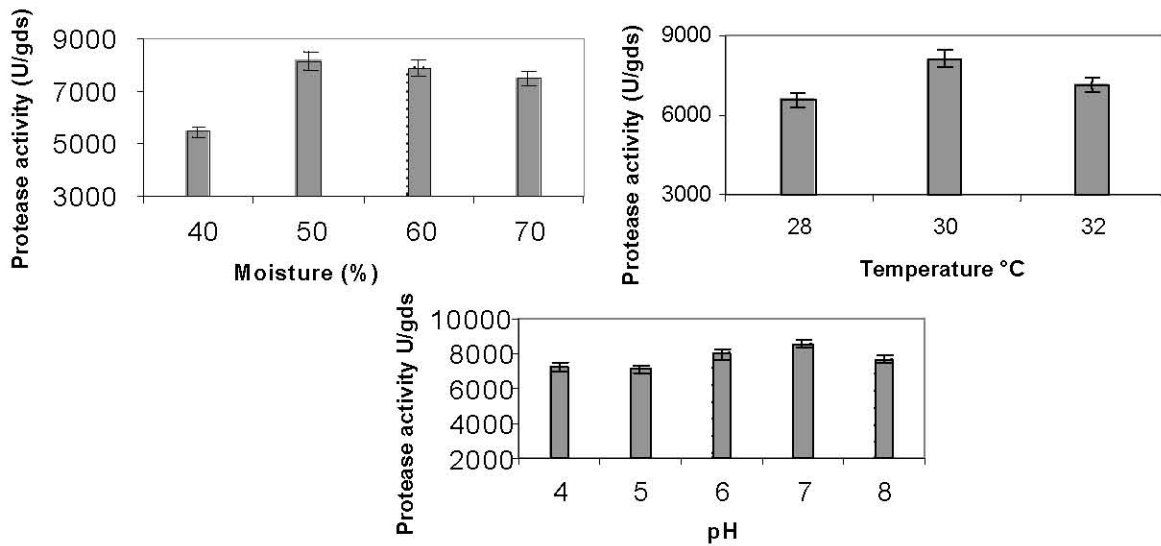 Protease activity (U/gds)
9000
7000
5000
3000
40 50 60 70
Moisture (%)
Protease activity (U/gds)
9000
6000
3000
28 30 32
Temperature °C
Protease activity U/gds
10000
8000
6000
4000
2000
4 5 6 7 8
pH